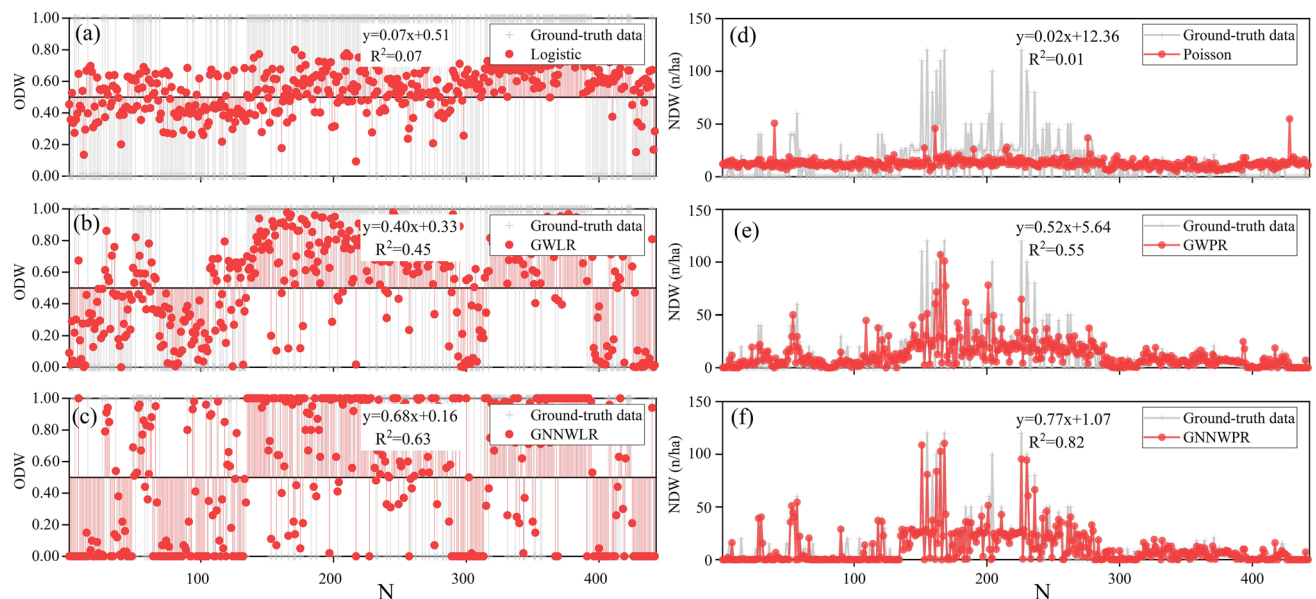 (a)
y=0.07x+0.51
R²=0.07
Ground-truth data
Logistic
ODW
1.00
0.80
0.60
0.40
0.20
0.00
(b)
y=0.40x+0.33
R²=0.45
Ground-truth data
GWLR
ODW
1.00
0.80
0.60
0.40
0.20
0.00
(c)
y=0.68x+0.16
R²=0.63
Ground-truth data
GNNWLR
ODW
1.00
0.80
0.60
0.40
0.20
0.00
100
200
300
400
N
(d)
y=0.02x+12.36
R²=0.01
Ground-truth data
Poisson
NDW (n/ha)
150
100
50
0
(e)
y=0.52x+5.64
R²=0.55
Ground-truth data
GWPR
NDW (n/ha)
150
100
50
0
(f)
y=0.77x+1.07
R²=0.82
Ground-truth data
GNNWPR
NDW (n/ha)
150
100
50
0
100
200
300
400
N